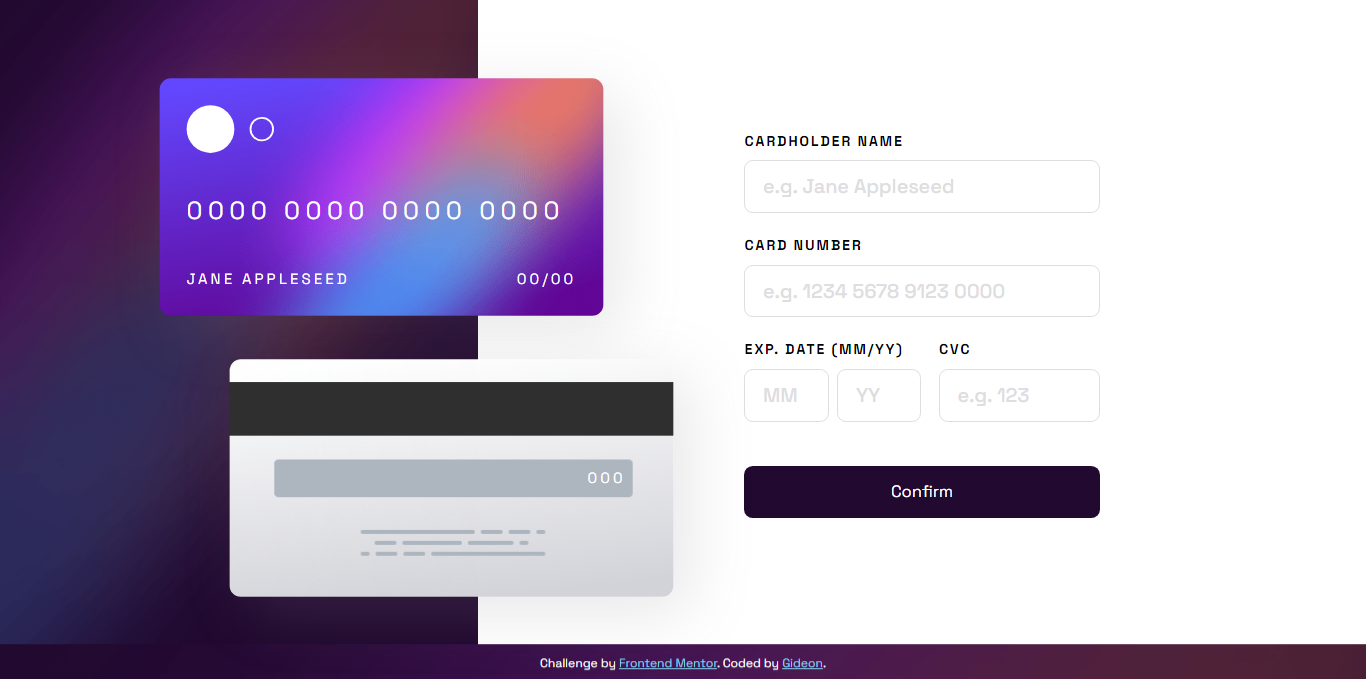 0000 0000 0000 0000
JANE APPLESEED 00/00
000
CARDHOLDER NAME
e.g. Jane Appleseed
CARD NUMBER
e.g. 1234 5678 9123 0000
EXP. DATE (MM/YY) CVC
MM YY e.g. 123
Confirm
Challenge by Frontend Mentor. Coded by Gideon.